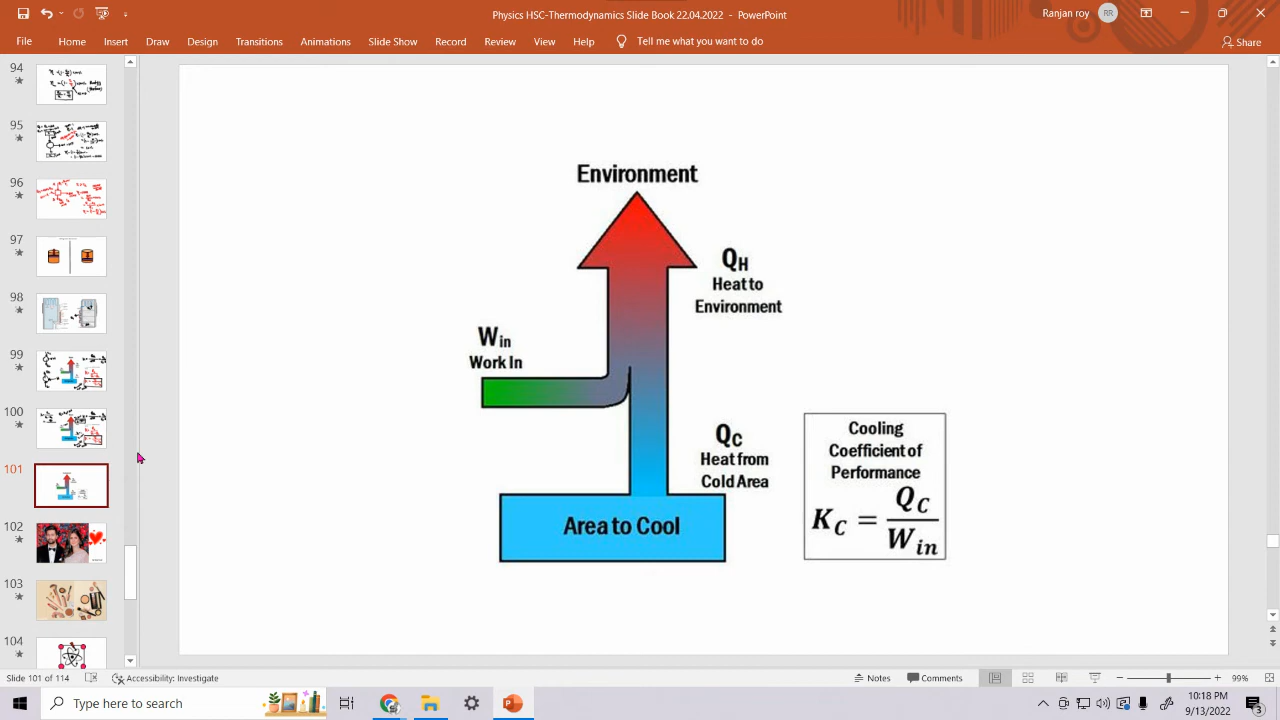 Physics HSC-Thermodynamics Slide Book 22.04.2022 - PowerPoint
Ranjan roy
RR
File Home Insert Draw Design Transitions Animations Slide Show Record Review View Help Tell me what you want to do
Share
94
95
96
97
98
99
100
101
102
103
104
Environment
QH
Heat to
Environment
Win
Work In
QC
Heat from
Cold Area
Area to Cool
Cooling
Coefficient of
Performance
KC = QC / Win
Slide 101 of 114
Accessibility: Investigate
Notes
Comments
99%
Type here to search
10:18 PM
9/13/2022
3